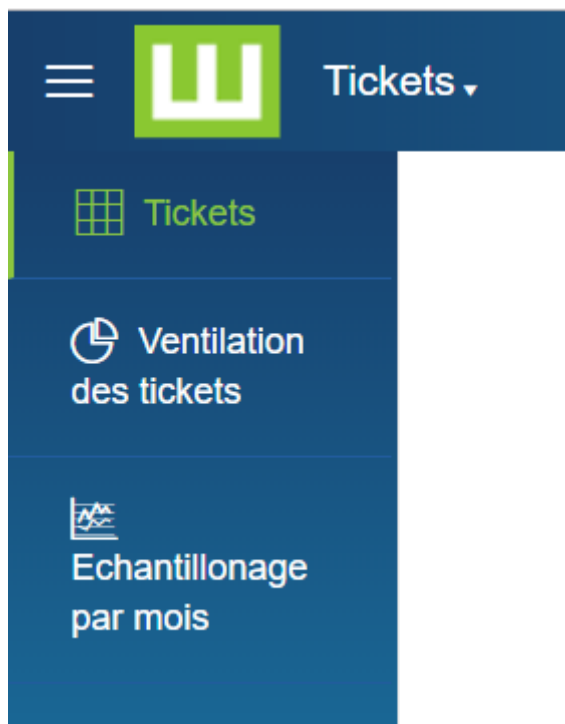 Tickets
Tickets
Ventilation
des tickets
Echantillonage
par mois